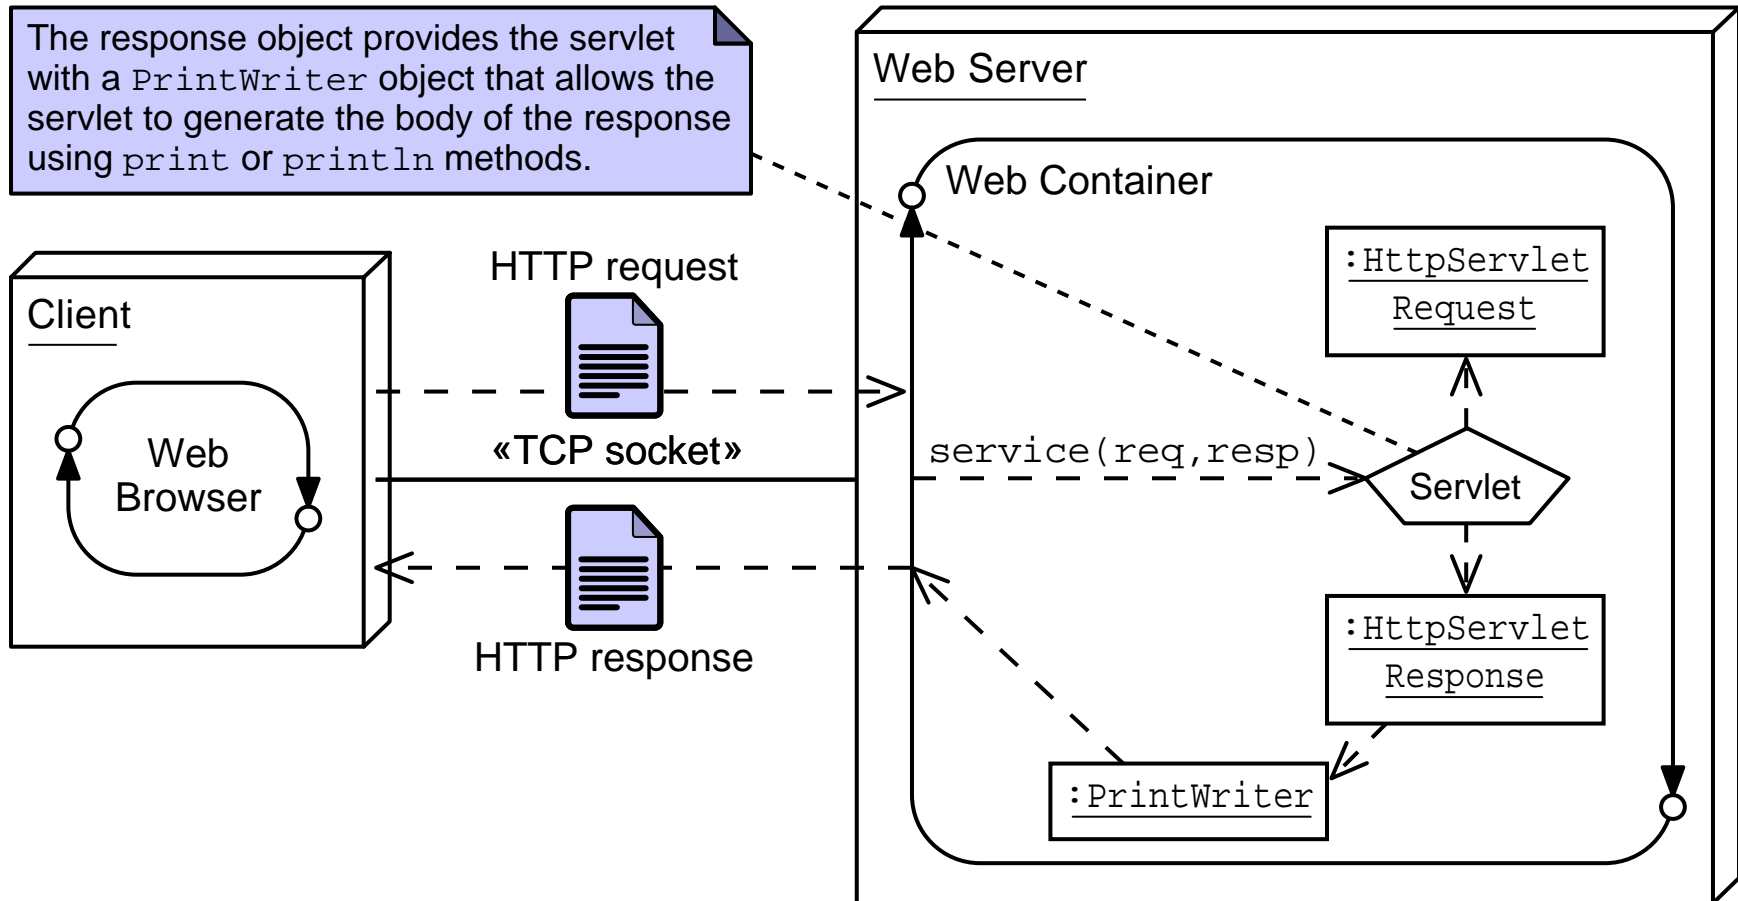 The response object provides the servlet
with a PrintWriter object that allows the
servlet to generate the body of the response
using print or println methods.
Web Server
Web Container
:HttpServlet
Request
HTTP request
Client
Web
Browser
«TCP socket»
service(req,resp)
Servlet
HTTP response
:HttpServlet
Response
:PrintWriter